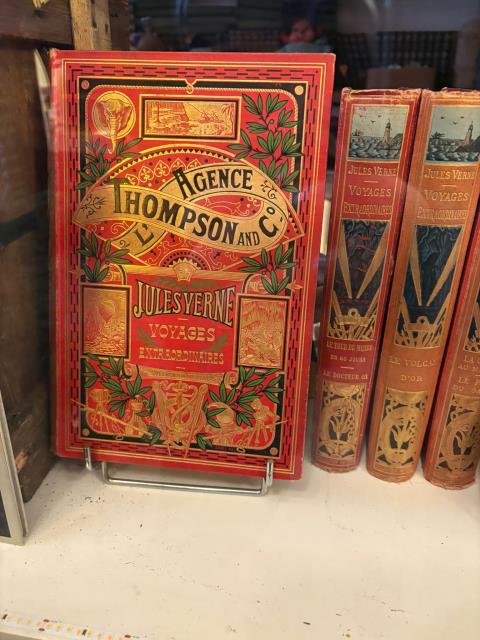 L'AGENCE
THOMPSON AND Cº
JULES VERNE
VOYAGES
EXTRAORDINAIRES
JULES VERNE
VOYAGES
EXTRAORDINAIRES
LE TOUR DU MONDE
EN 80 JOURS
LE DOCTEUR OX
JULES VERNE
VOYAGES
EXTRAORDINAIRES
LE VOLCAN
D'OR